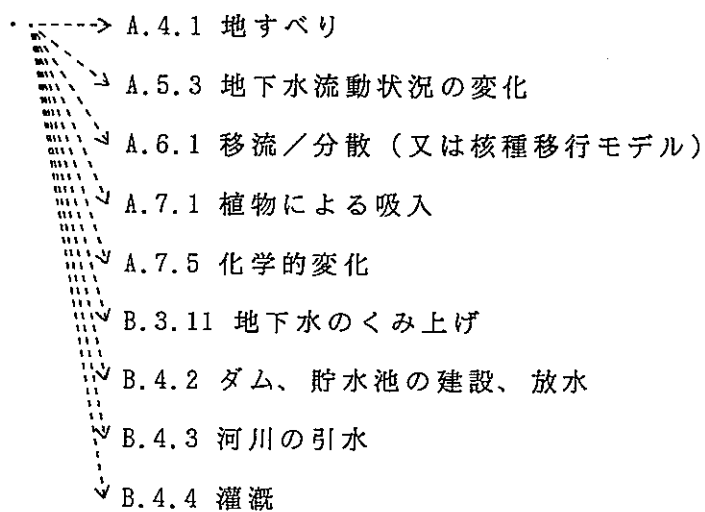 A.4.1 地すべり
A.5.3 地下水流動状況の変化
A.6.1 移流／分散（又は核種移行モデル）
A.7.1 植物による吸入
A.7.5 化学的変化
B.3.11 地下水のくみ上げ
B.4.2 ダム、貯水池の建設、放水
B.4.3 河川の引水
B.4.4 灌漑